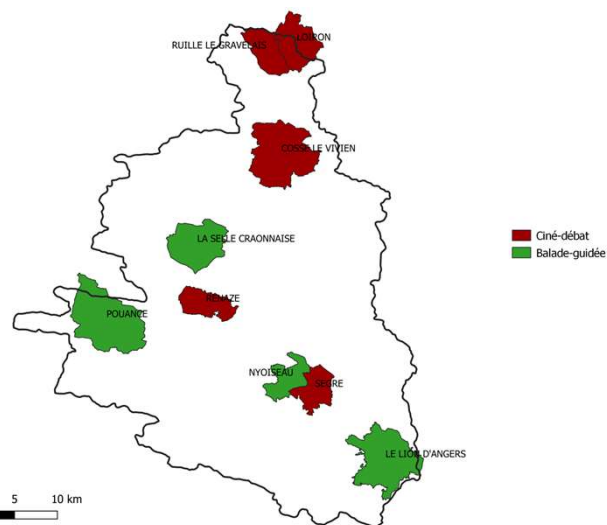 LOIRON
RUILLE LE GRAVELAIS
COSSE LE VIVIEN
LA SELLE CRAONNAISE
Ciné-débat
Balade-guidée
RENAZE
POUANCE
NYOISEAU
SEGRE
LE LION D'ANGERS
5 10 km